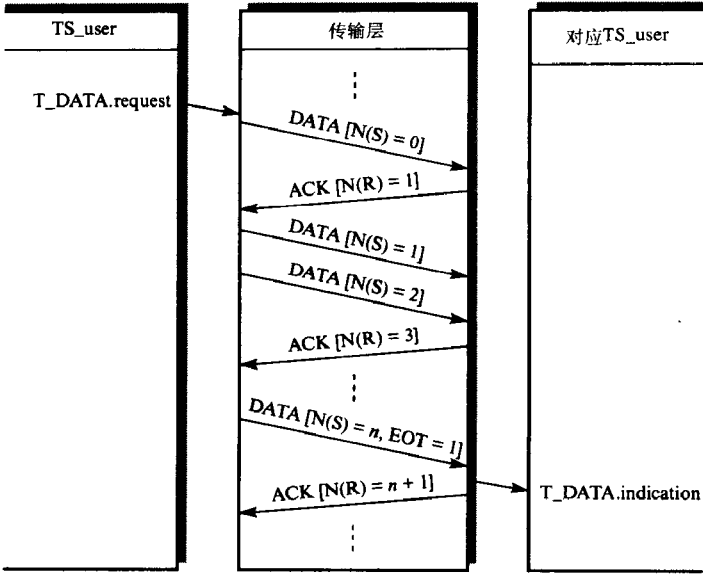 TS_user
传输层
对应TS_user
T_DATA.request
DATA [N(S) = 0]
ACK [N(R) = 1]
DATA [N(S) = 1]
DATA [N(S) = 2]
ACK [N(R) = 3]
DATA [N(S) = n, EOT = 1]
ACK [N(R) = n + 1]
T_DATA.indication